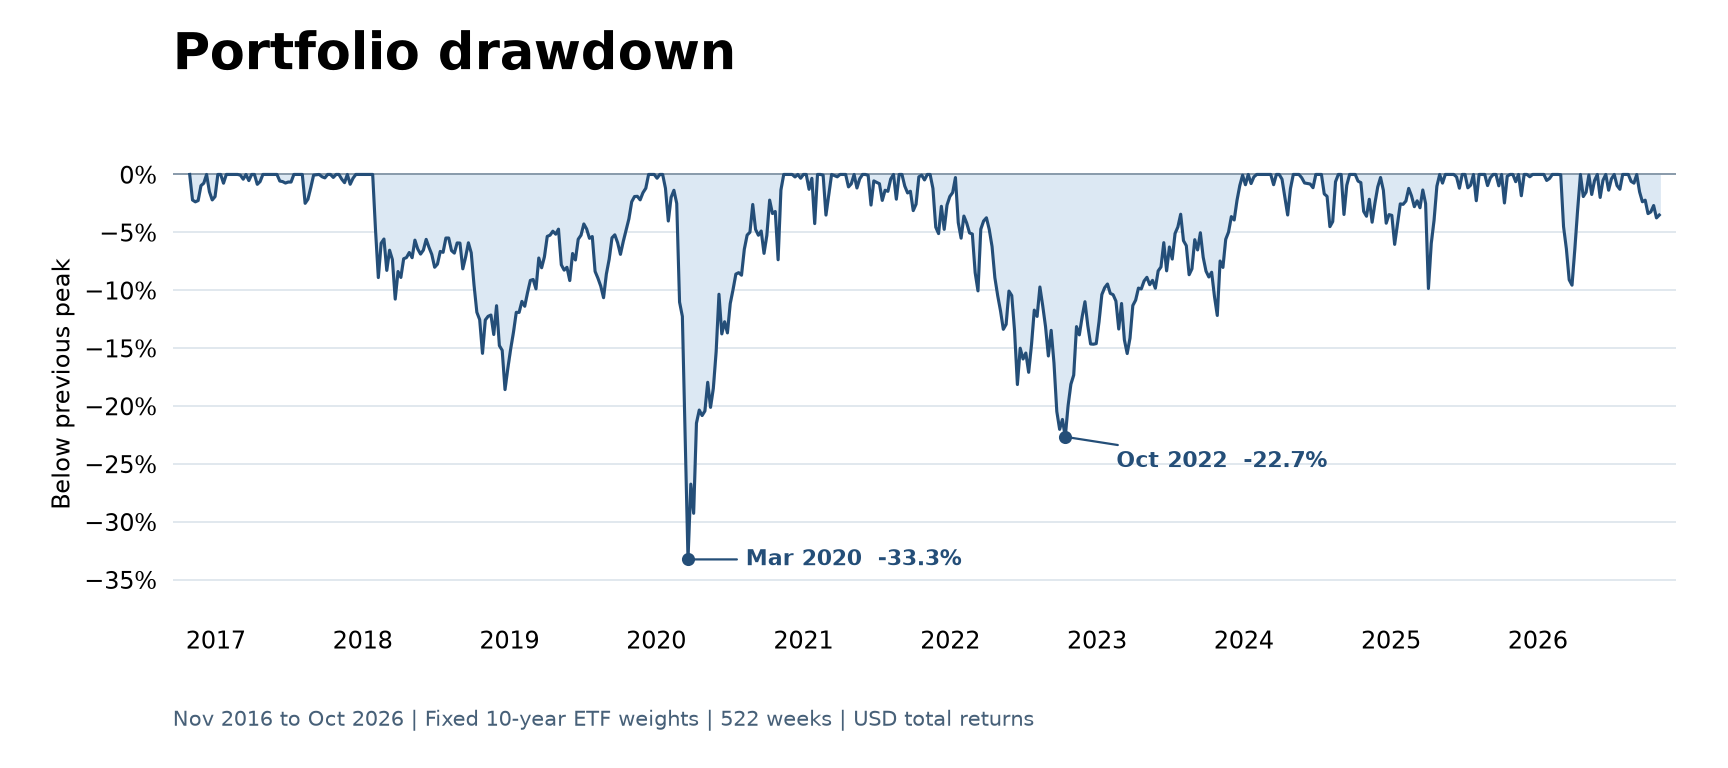 Portfolio drawdown
Below previous peak
0%
−5%
−10%
−15%
−20%
−25%
−30%
−35%
Oct 2022  -22.7%
Mar 2020  -33.3%
2017 2018 2019 2020 2021 2022 2023 2024 2025 2026
Nov 2016 to Oct 2026 | Fixed 10-year ETF weights | 522 weeks | USD total returns